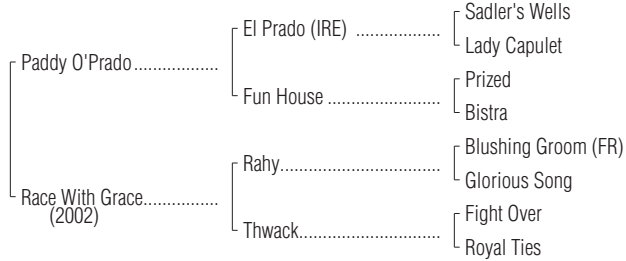 Sadler's Wells
El Prado (IRE) ..................
Lady Capulet
Paddy O'Prado..................
Prized
Fun House ........................
Bistra
Blushing Groom (FR)
Rahy..................................
Glorious Song
Race With Grace................
(2002)
Fight Over
Thwack..............................
Royal Ties